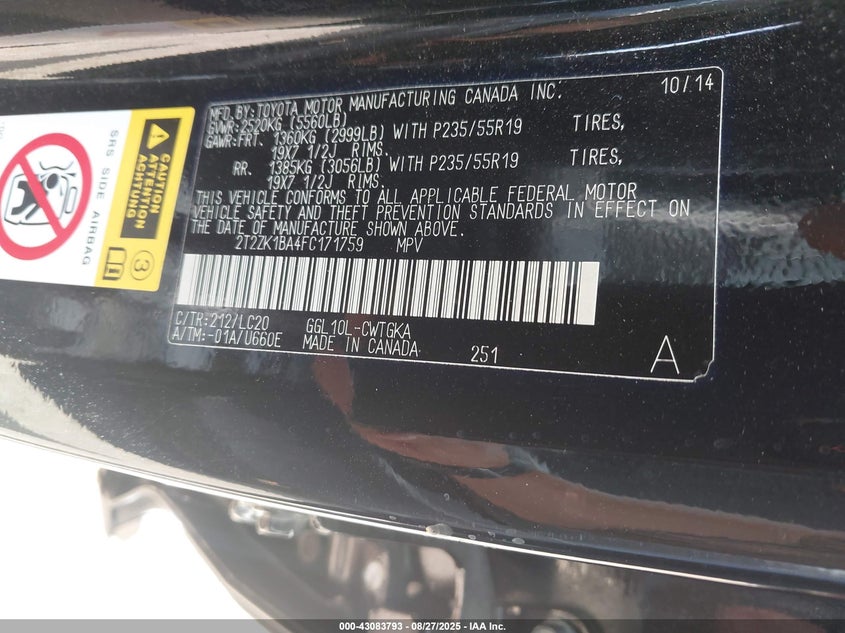 MFD. BY: TOYOTA MOTOR MANUFACTURING CANADA INC. 10/14
GVWR:2520KG (5560LB)
GAWR:FRT. 1360KG (2999LB) WITH P235/55R19 TIRES,
19X7 1/2J RIMS.
RR. 1385KG (3056LB) WITH P235/55R19 TIRES,
19X7 1/2J RIMS.
THIS VEHICLE CONFORMS TO ALL APPLICABLE FEDERAL MOTOR
VEHICLE SAFETY AND THEFT PREVENTION STANDARDS IN EFFECT ON
THE DATE OF MANUFACTURE SHOWN ABOVE.
2T2ZK1BA4FC171759 MPV
C/TR:212/LC20 GGL10L-CWTGKA
A/TM:-01A/U660E MADE IN CANADA 251 A
SRS SIDE AIRBAG
CAUTION
ATTENTION
ACHTUNG
3
000-43083793 - 08/27/2025 - IAA Inc.